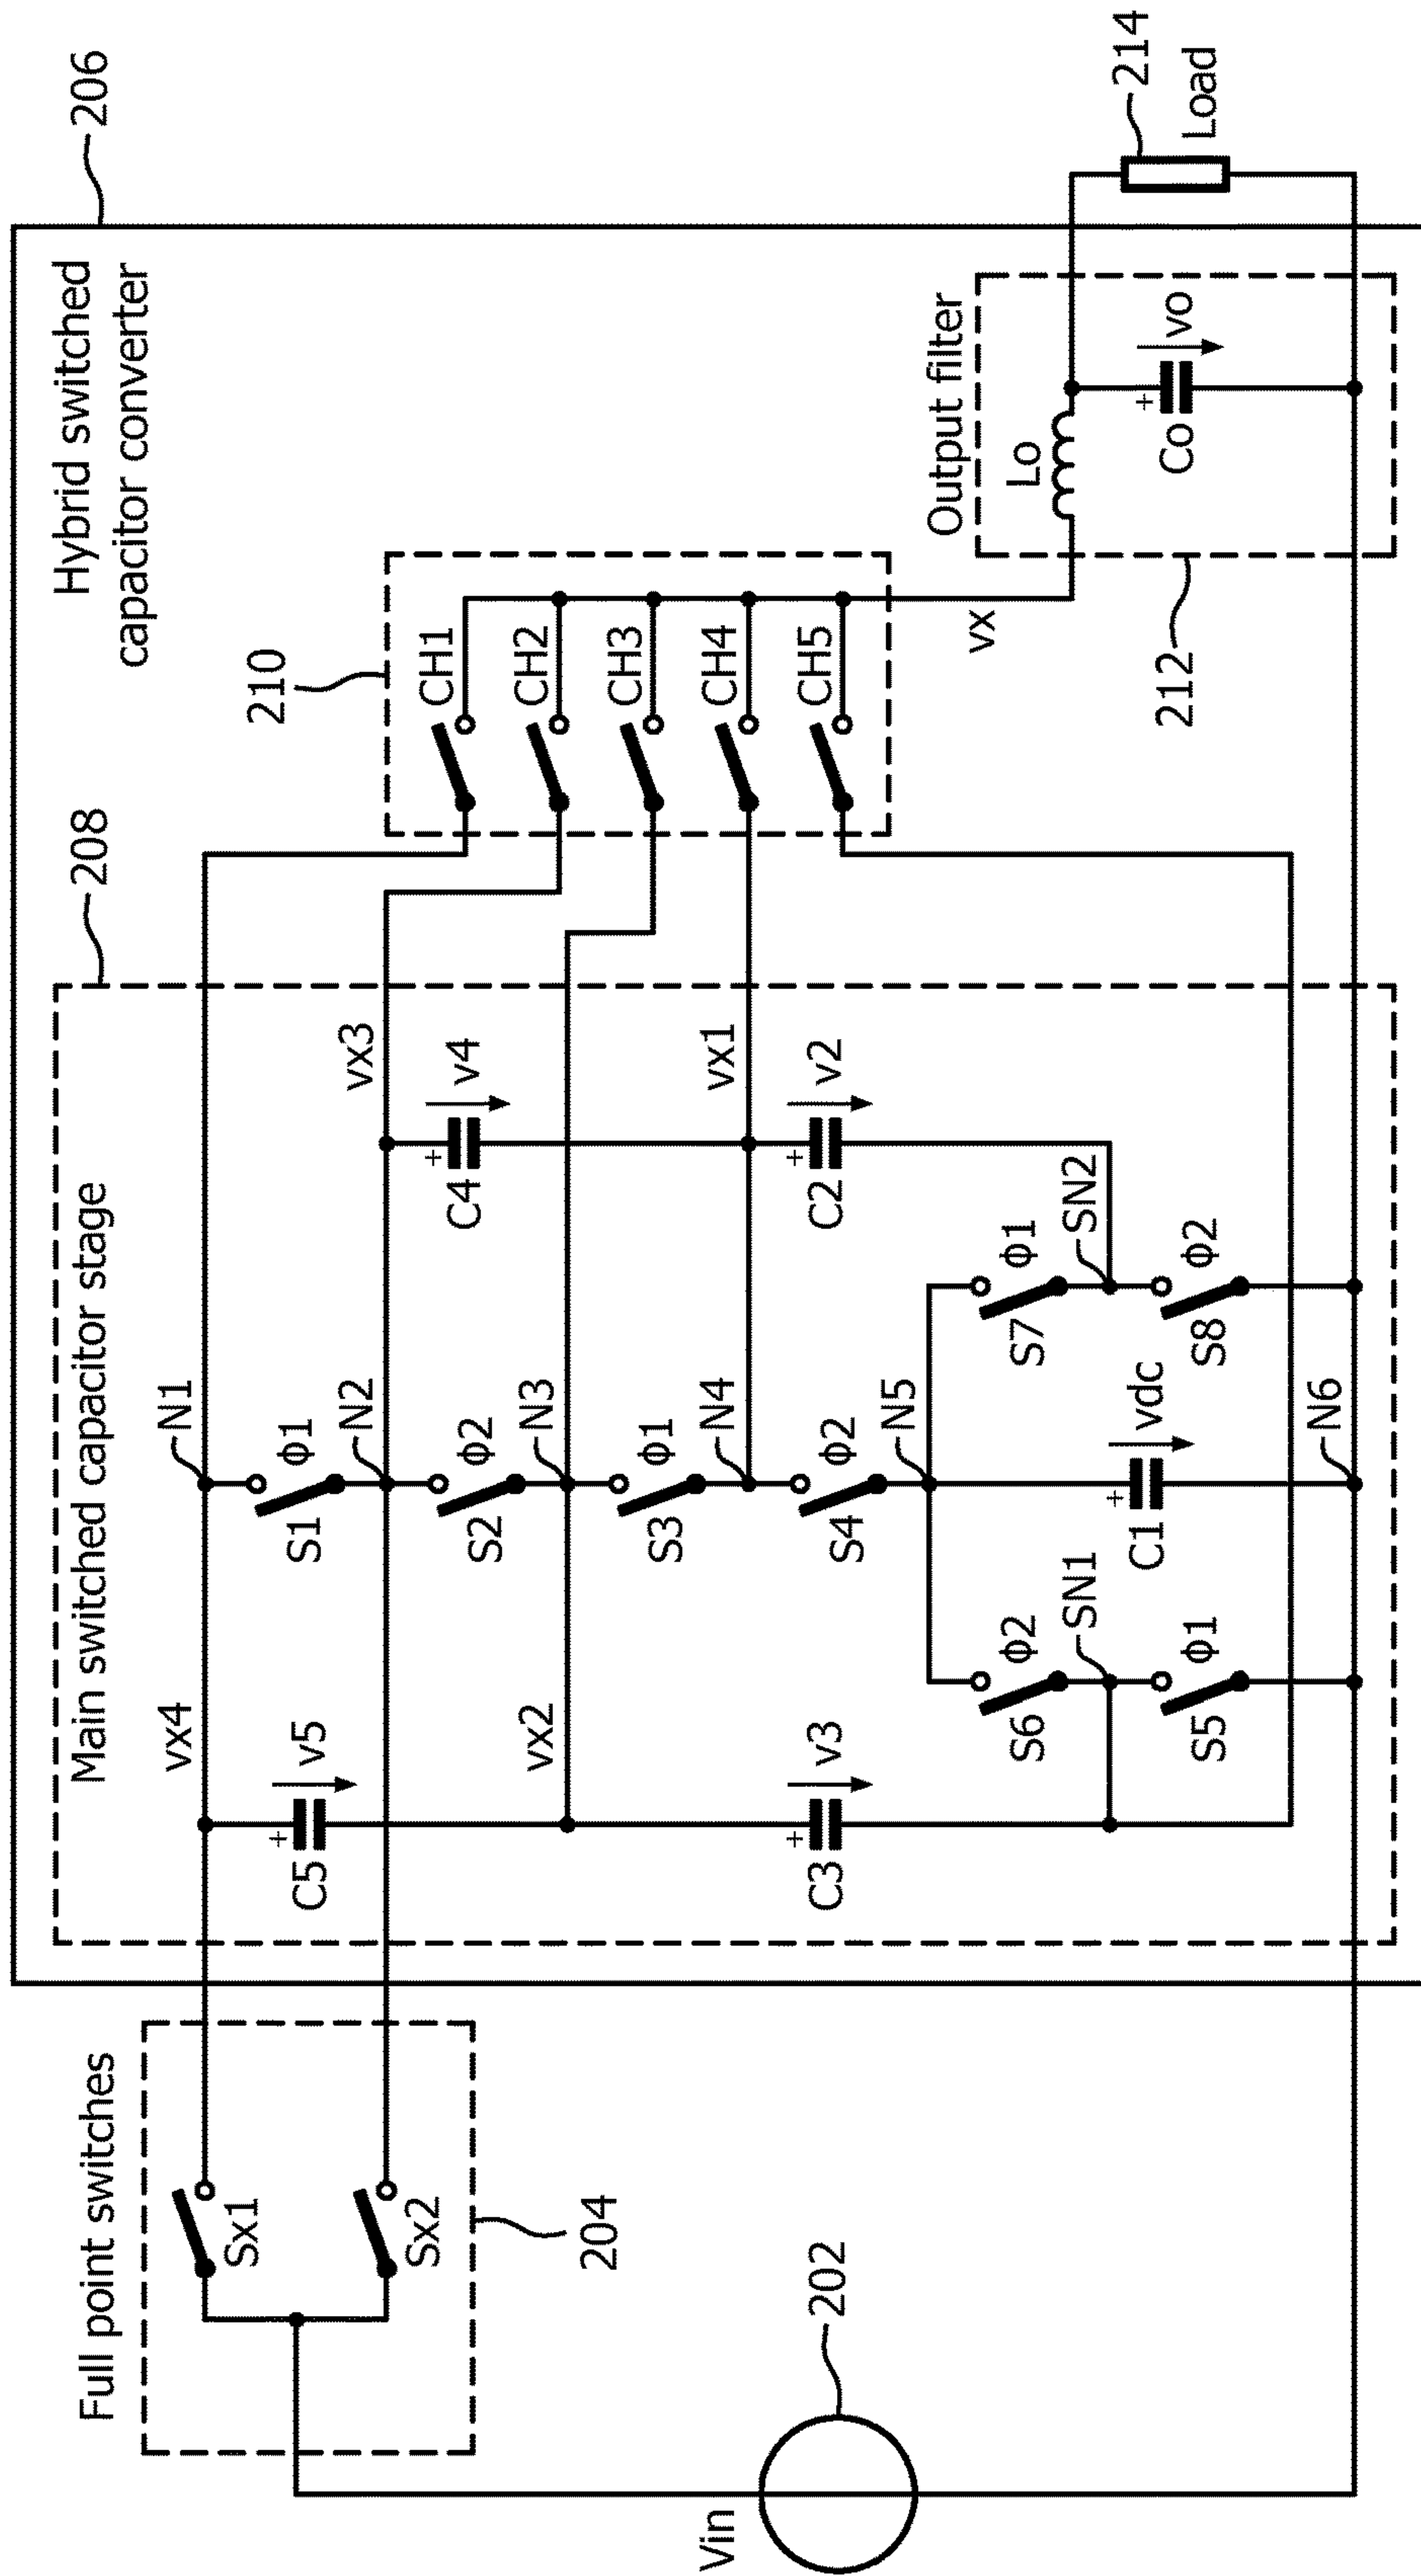 206
Hybrid switched
capacitor converter
208
Main switched capacitor stage
Full point switches
Sx1
Sx2
204
Vin
202
vx4
N1
C5
+
v5
S1
ϕ1
N2
vx3
S2
ϕ2
C4
+
v4
vx2
N3
S3
ϕ1
N4
vx1
C3
+
v3
S4
ϕ2
C2
+
v2
N5
S6
ϕ2
SN1
S5
ϕ1
C1
+
vdc
S7
ϕ1
SN2
S8
ϕ2
N6
210
CH1
CH2
CH3
CH4
CH5
vx
Output filter
Lo
Co
+
vo
212
214
Load